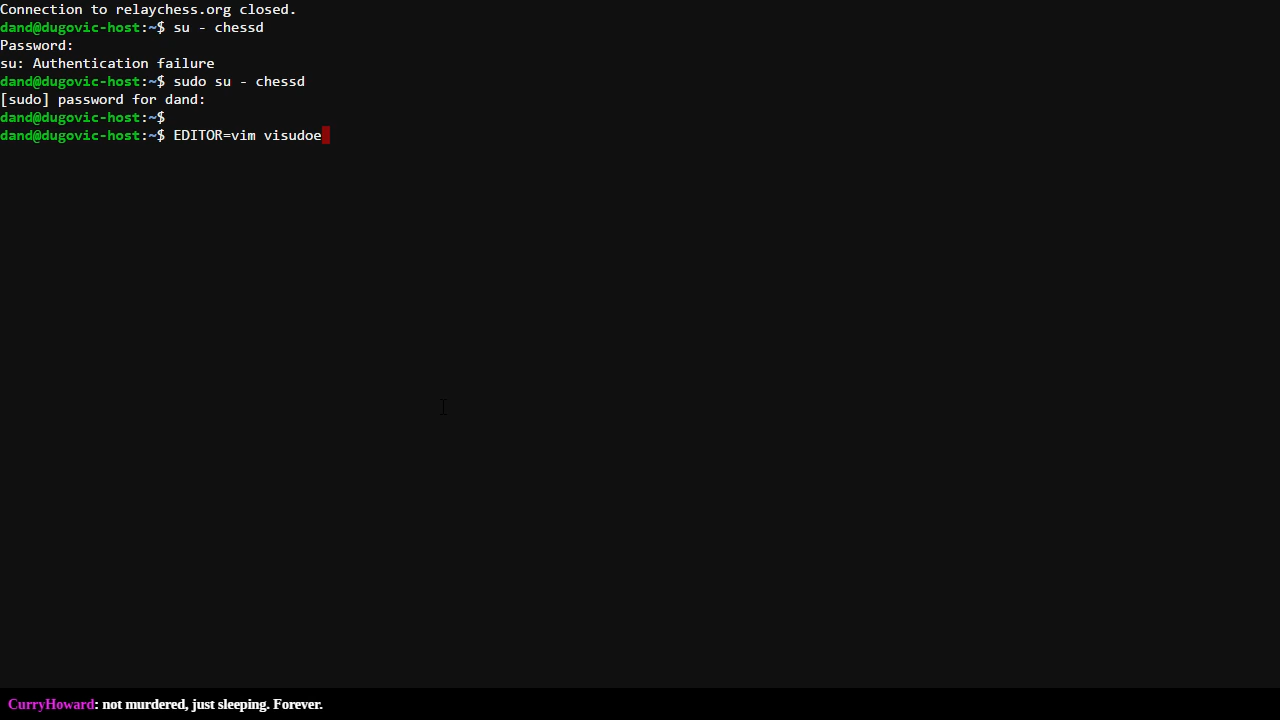 Connection to relaychess.org closed.
dand@dugovic-host:~$ su - chessd
Password:
su: Authentication failure
dand@dugovic-host:~$ sudo su - chessd
[sudo] password for dand:
dand@dugovic-host:~$
dand@dugovic-host:~$ EDITOR=vim visudoe
CurryHoward: not murdered, just sleeping. Forever.